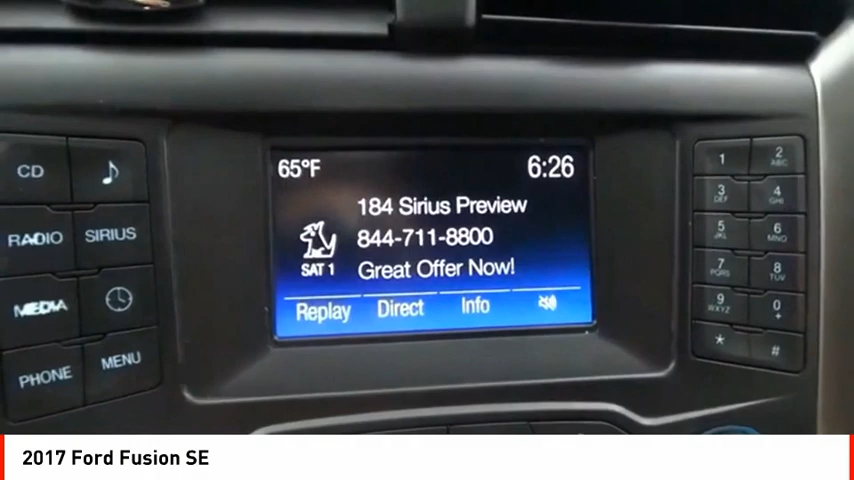 CD
RADIO
SIRIUS
MEDIA
PHONE
MENU
65°F
6:26
184 Sirius Preview
844-711-8800
SAT 1
Great Offer Now!
Replay
Direct
Info
1
2 ABC
3 DEF
4 GHI
5 JKL
6 MNO
7 PQRS
8 TUV
9 WXYZ
0 +
*
#
2017 Ford Fusion SE